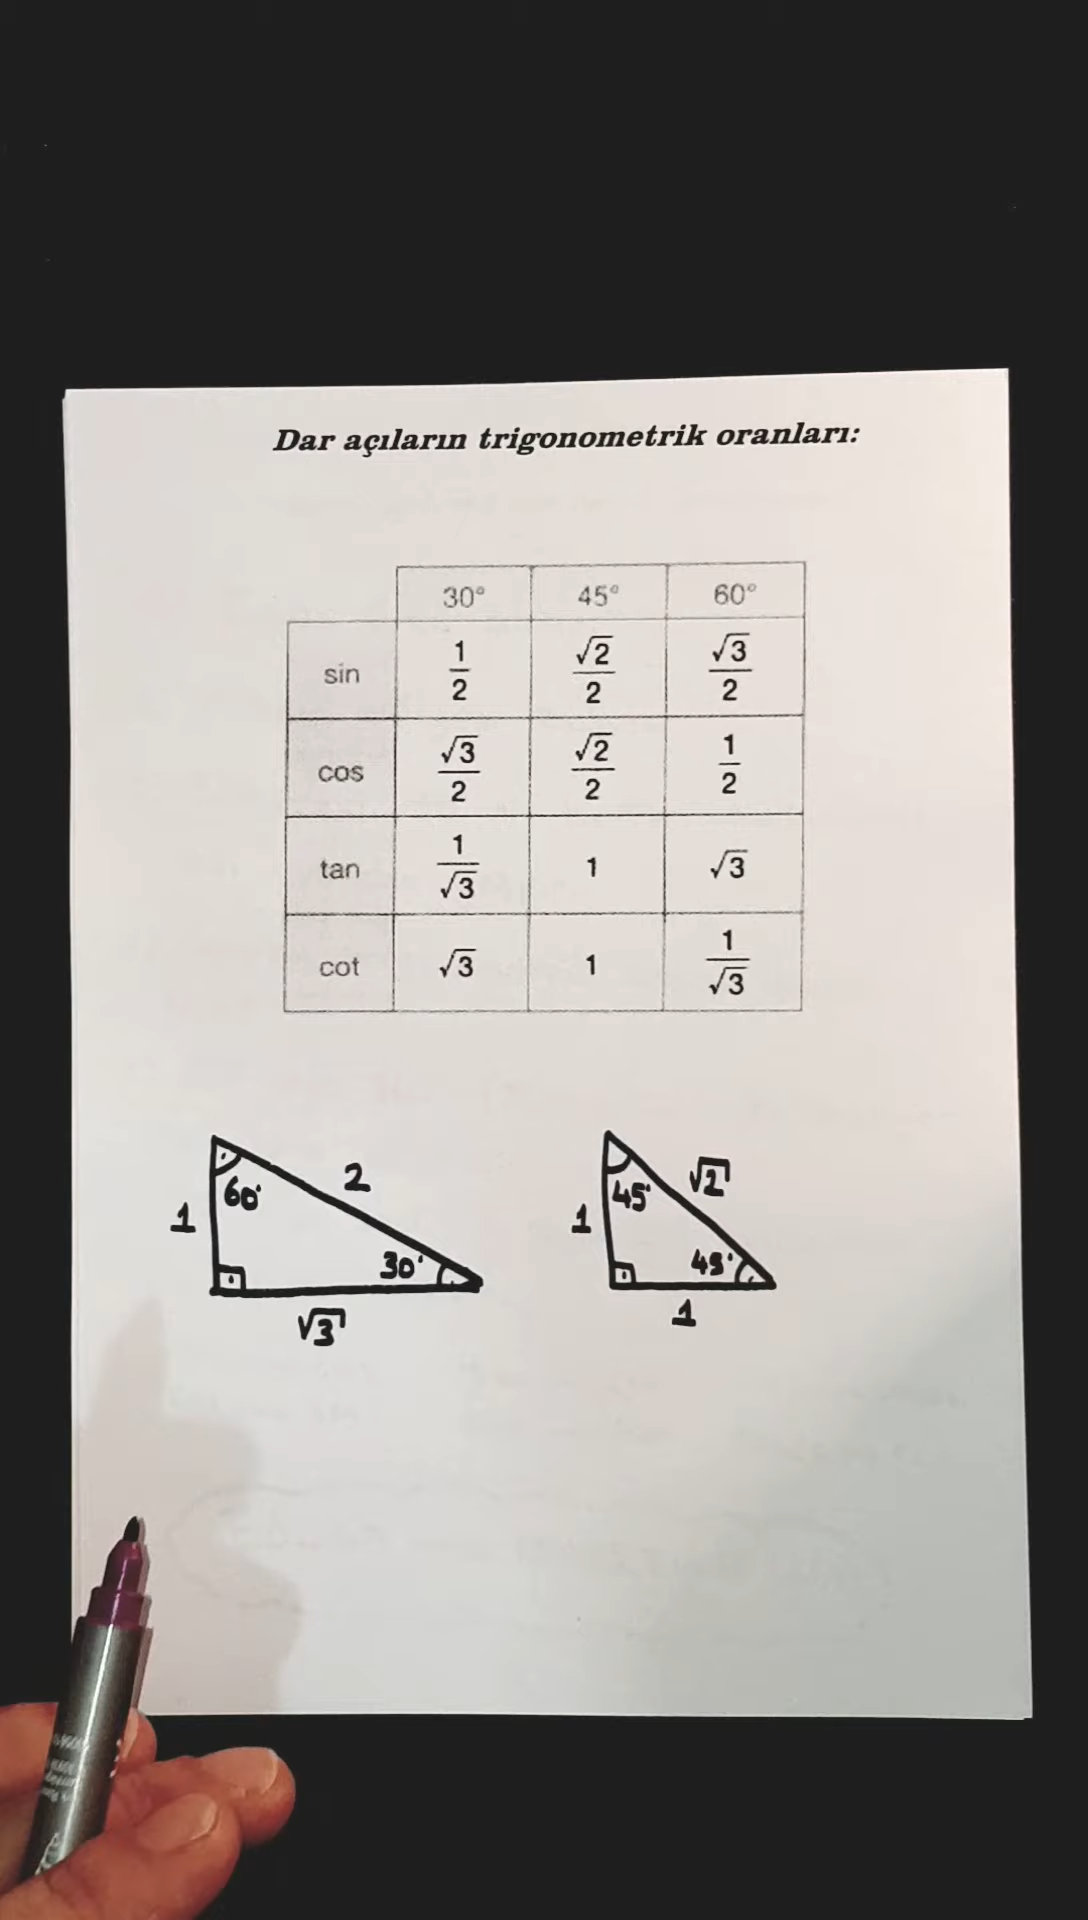 Dar açıların trigonometrik oranları:
30° 45° 60°
sin 1/2 √2/2 √3/2
cos √3/2 √2/2 1/2
tan 1/√3 1 √3
cot √3 1 1/√3
60° 2 1 30° √3
45° √2 1 45° 1